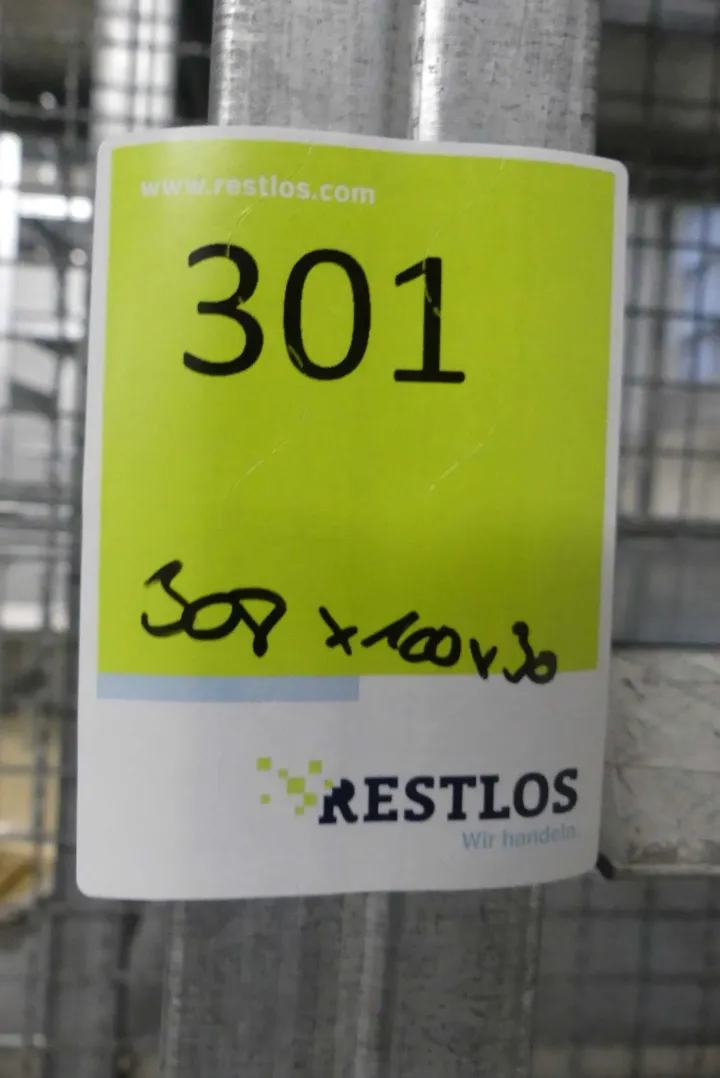 www.restlos.com
301
308 x 100 x 30
RESTLOS
Wir handeln.